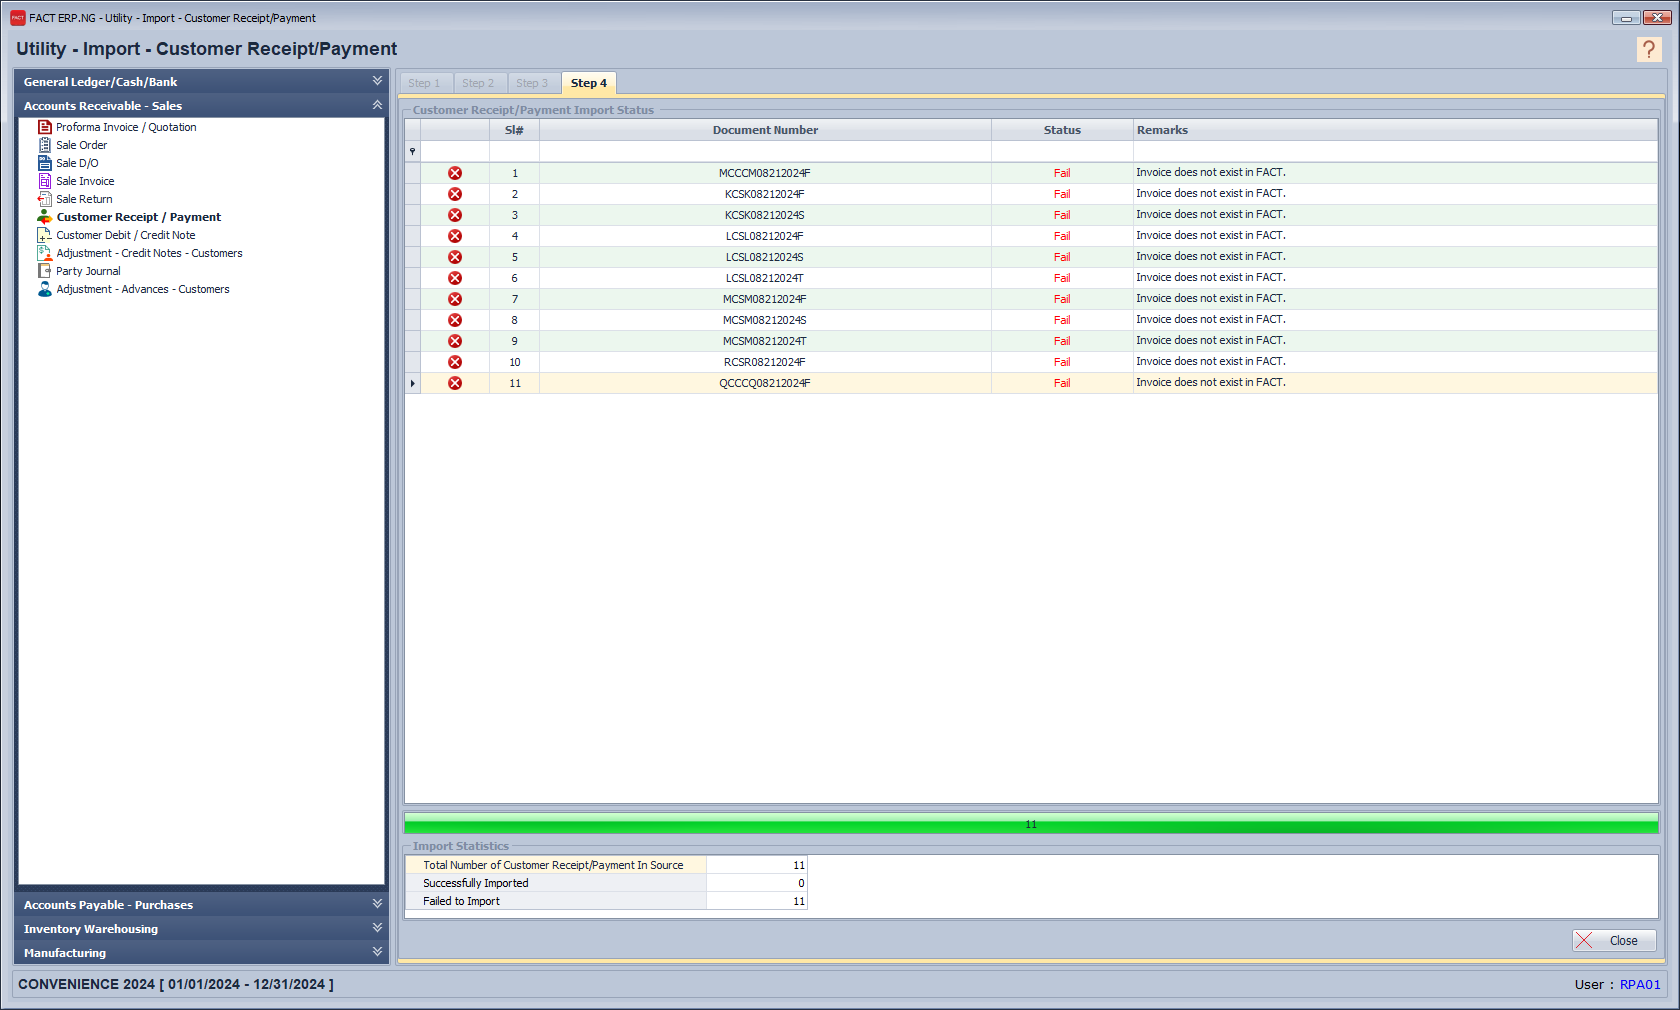 FACT ERP.NG - Utility - Import - Customer Receipt/Payment
Utility - Import - Customer Receipt/Payment
?
General Ledger/Cash/Bank
Accounts Receivable - Sales
Proforma Invoice / Quotation
Sale Order
Sale D/O
Sale Invoice
Sale Return
Customer Receipt / Payment
Customer Debit / Credit Note
Adjustment - Credit Notes - Customers
Party Journal
Adjustment - Advances - Customers
Accounts Payable - Purchases
Inventory Warehousing
Manufacturing
Step 1 Step 2 Step 3 Step 4
Customer Receipt/Payment Import Status
Sl# Document Number Status Remarks
1 MCCCM08212024F Fail Invoice does not exist in FACT.
2 KCSK08212024F Fail Invoice does not exist in FACT.
3 KCSK08212024S Fail Invoice does not exist in FACT.
4 LCSL08212024F Fail Invoice does not exist in FACT.
5 LCSL08212024S Fail Invoice does not exist in FACT.
6 LCSL08212024T Fail Invoice does not exist in FACT.
7 MCSM08212024F Fail Invoice does not exist in FACT.
8 MCSM08212024S Fail Invoice does not exist in FACT.
9 MCSM08212024T Fail Invoice does not exist in FACT.
10 RCSR08212024F Fail Invoice does not exist in FACT.
11 QCCCQ08212024F Fail Invoice does not exist in FACT.
11
Import Statistics
Total Number of Customer Receipt/Payment In Source 11
Successfully Imported 0
Failed to Import 11
Close
CONVENIENCE 2024 [ 01/01/2024 - 12/31/2024 ]
User : RPA01